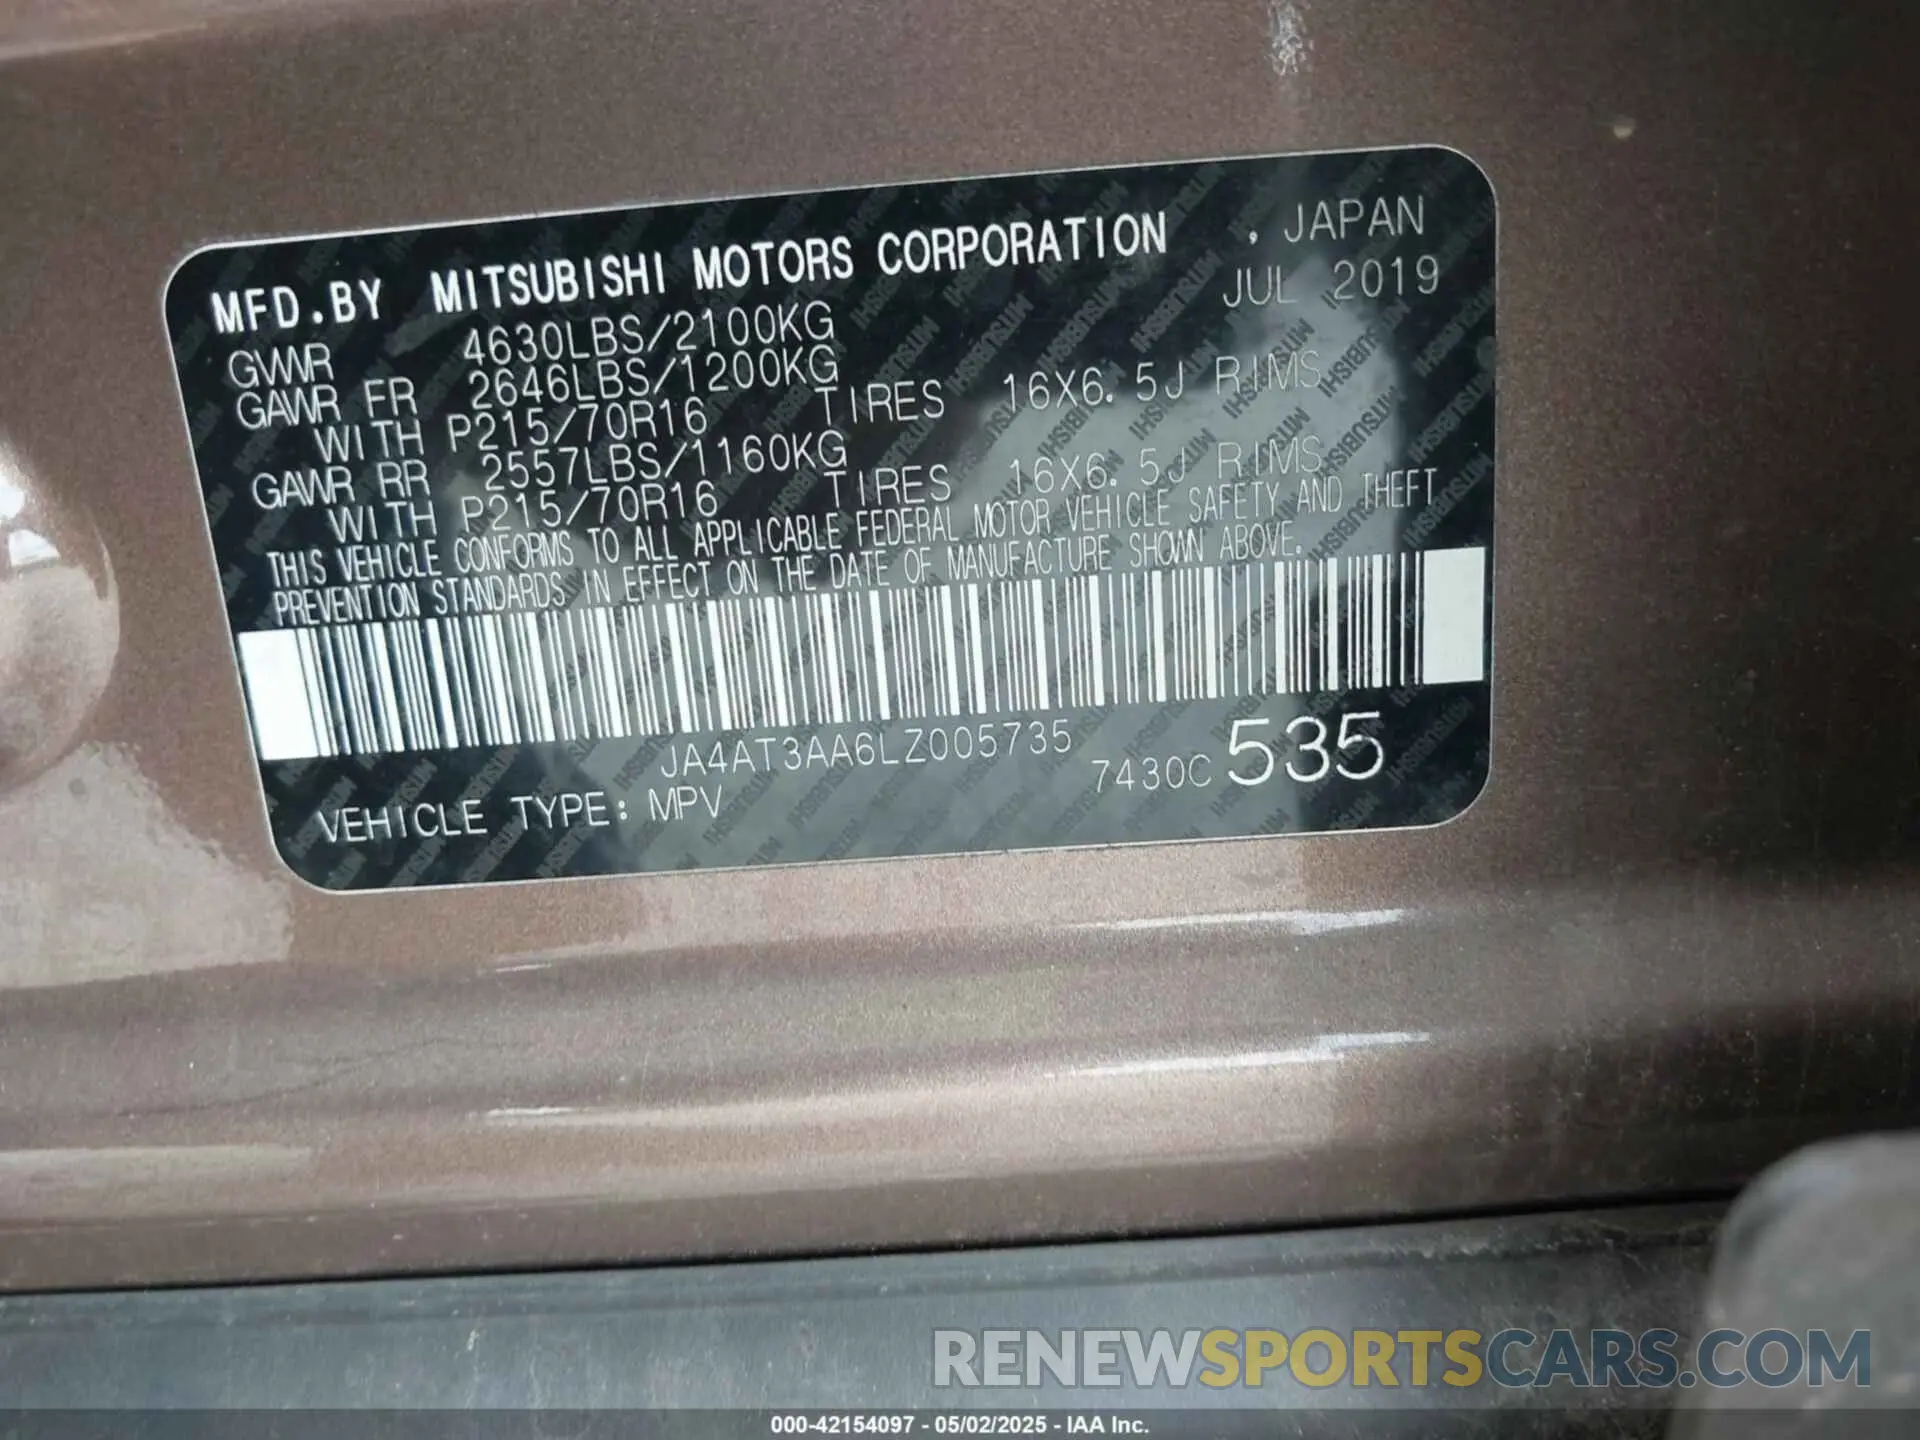 MFD.BY MITSUBISHI MOTORS CORPORATION , JAPAN
JUL 2019
GVWR 4630LBS/2100KG
GAWR FR 2646LBS/1200KG
WITH P215/70R16 TIRES 16X6.5J RIMS
GAWR RR 2557LBS/1160KG
WITH P215/70R16 TIRES 16X6.5J RIMS
THIS VEHICLE CONFORMS TO ALL APPLICABLE FEDERAL MOTOR VEHICLE SAFETY AND THEFT
PREVENTION STANDARDS IN EFFECT ON THE DATE OF MANUFACTURE SHOWN ABOVE.
JA4AT3AA6LZ005735
7430C 535
VEHICLE TYPE: MPV
RENEWSPORTSCARS.COM
000-42154097 - 05/02/2025 - IAA Inc.